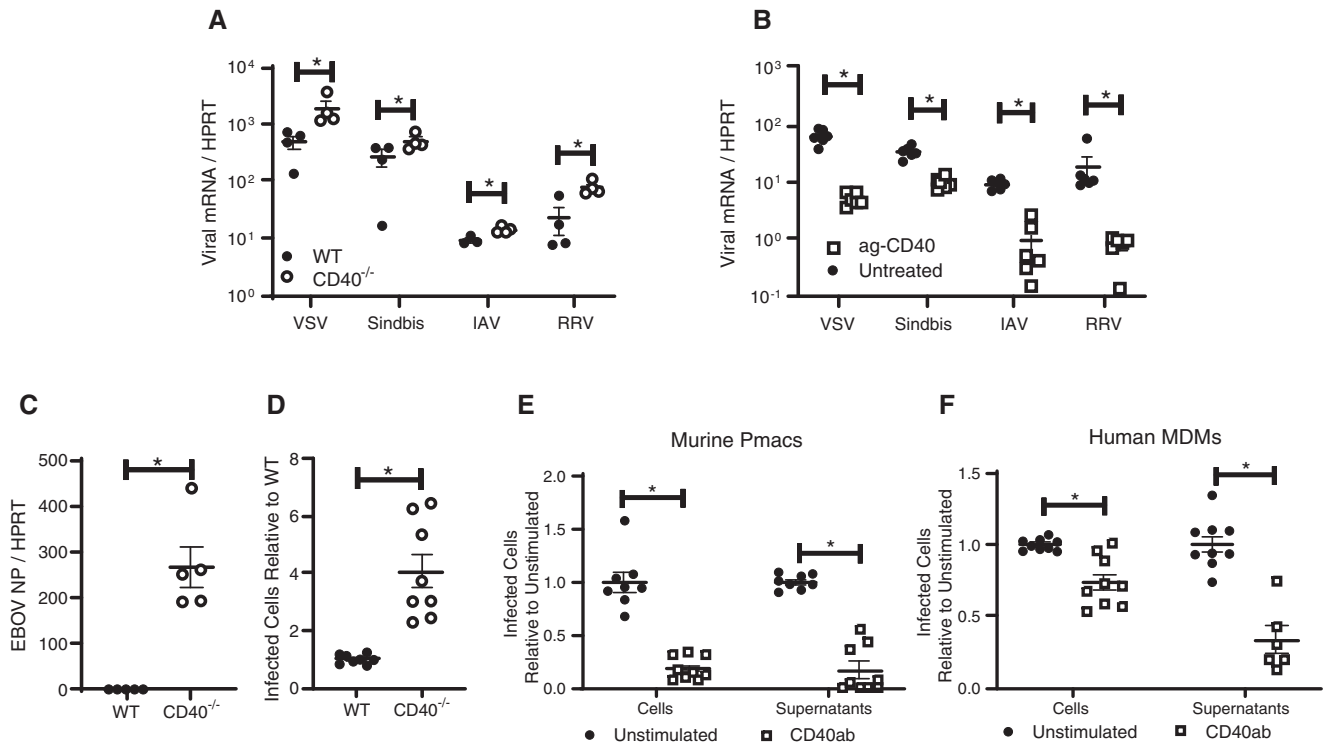 A
Viral mRNA / HPRT
10⁴
10³
10²
10¹
10⁰
*
*
*
*
WT
CD40⁻/⁻
VSV
Sindbis
IAV
RRV
B
Viral mRNA / HPRT
10³
10²
10¹
10⁰
10⁻¹
*
*
*
*
ag-CD40
Untreated
VSV
Sindbis
IAV
RRV
C
EBOV NP / HPRT
500
400
300
200
100
0
*
WT
CD40⁻/⁻
D
Infected Cells Relative to WT
8
6
4
2
0
*
WT
CD40⁻/⁻
E
Murine Pmacs
Infected Cells
Relative to Unstimulated
2.0
1.5
1.0
0.5
0.0
*
*
Cells
Supernatants
Unstimulated
CD40ab
F
Human MDMs
Infected Cells
Relative to Unstimulated
1.5
1.0
0.5
0.0
*
*
Cells
Supernatants
Unstimulated
CD40ab